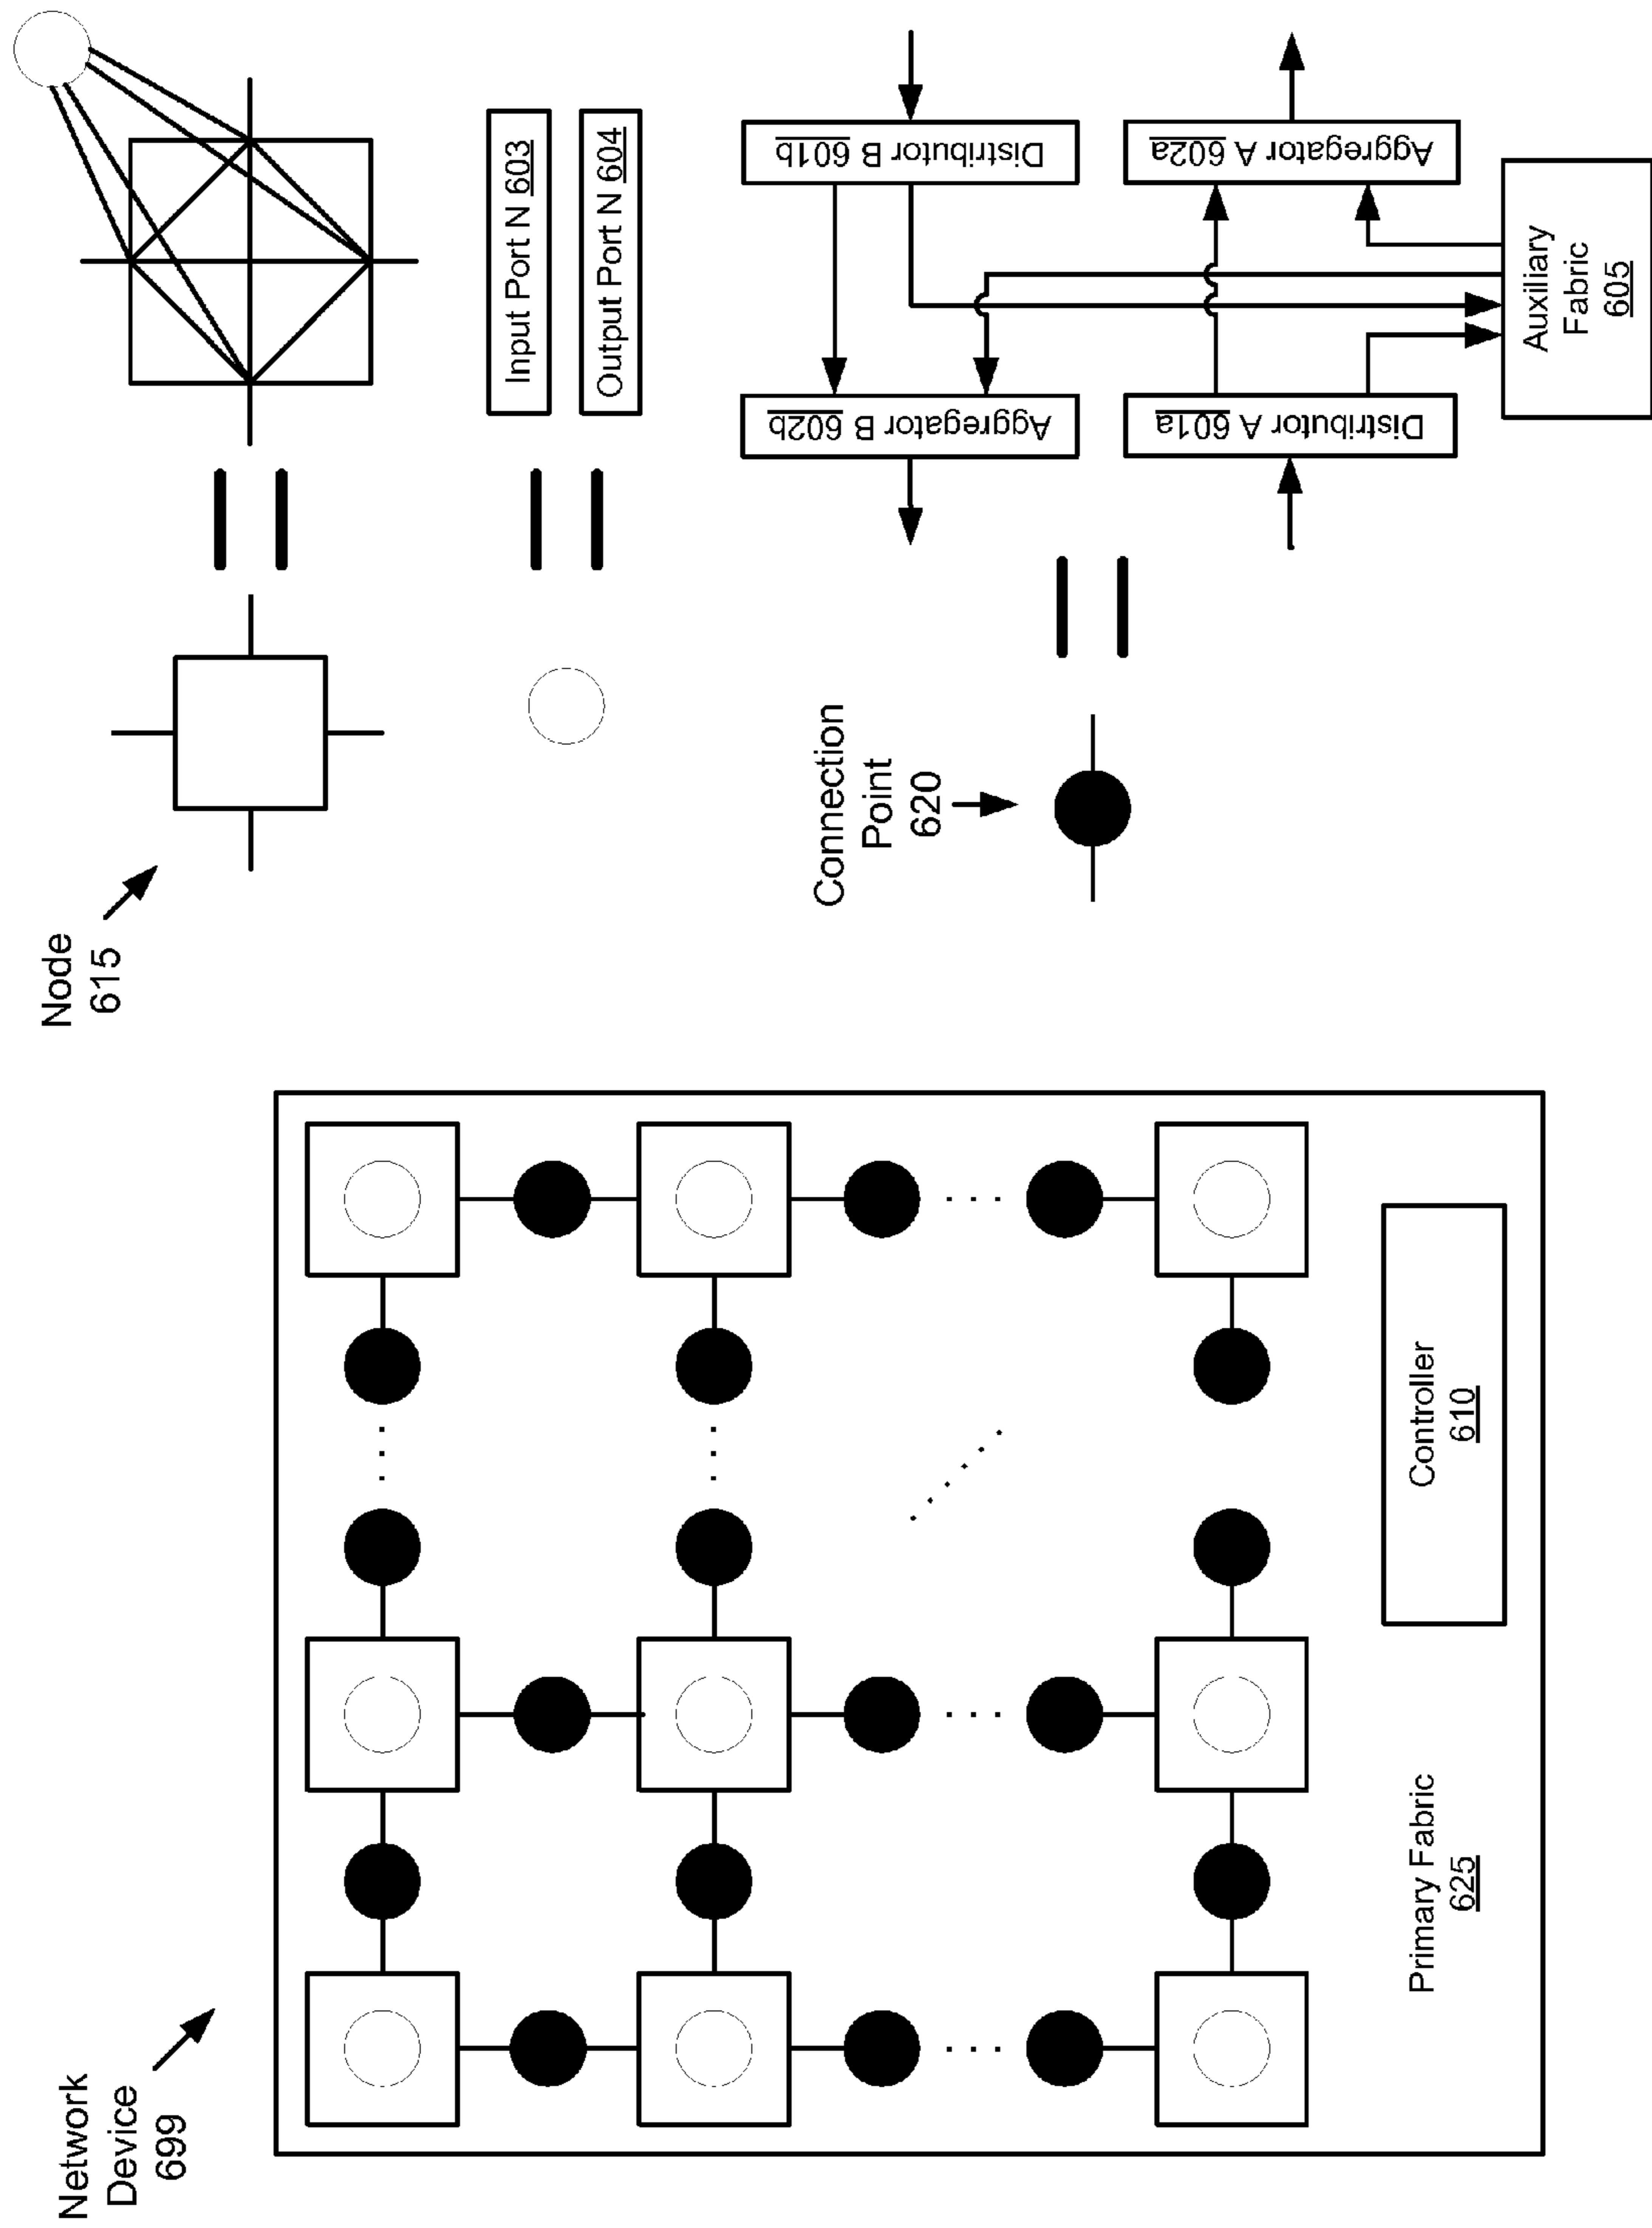 Network
Device
699
Node
615
Input Port N 603
Output Port N 604
Connection
Point
620
Aggregator B 602b
Distributor B 601b
Distributor A 601a
Aggregator A 602a
Auxiliary
Fabric
605
Primary Fabric
625
Controller
610